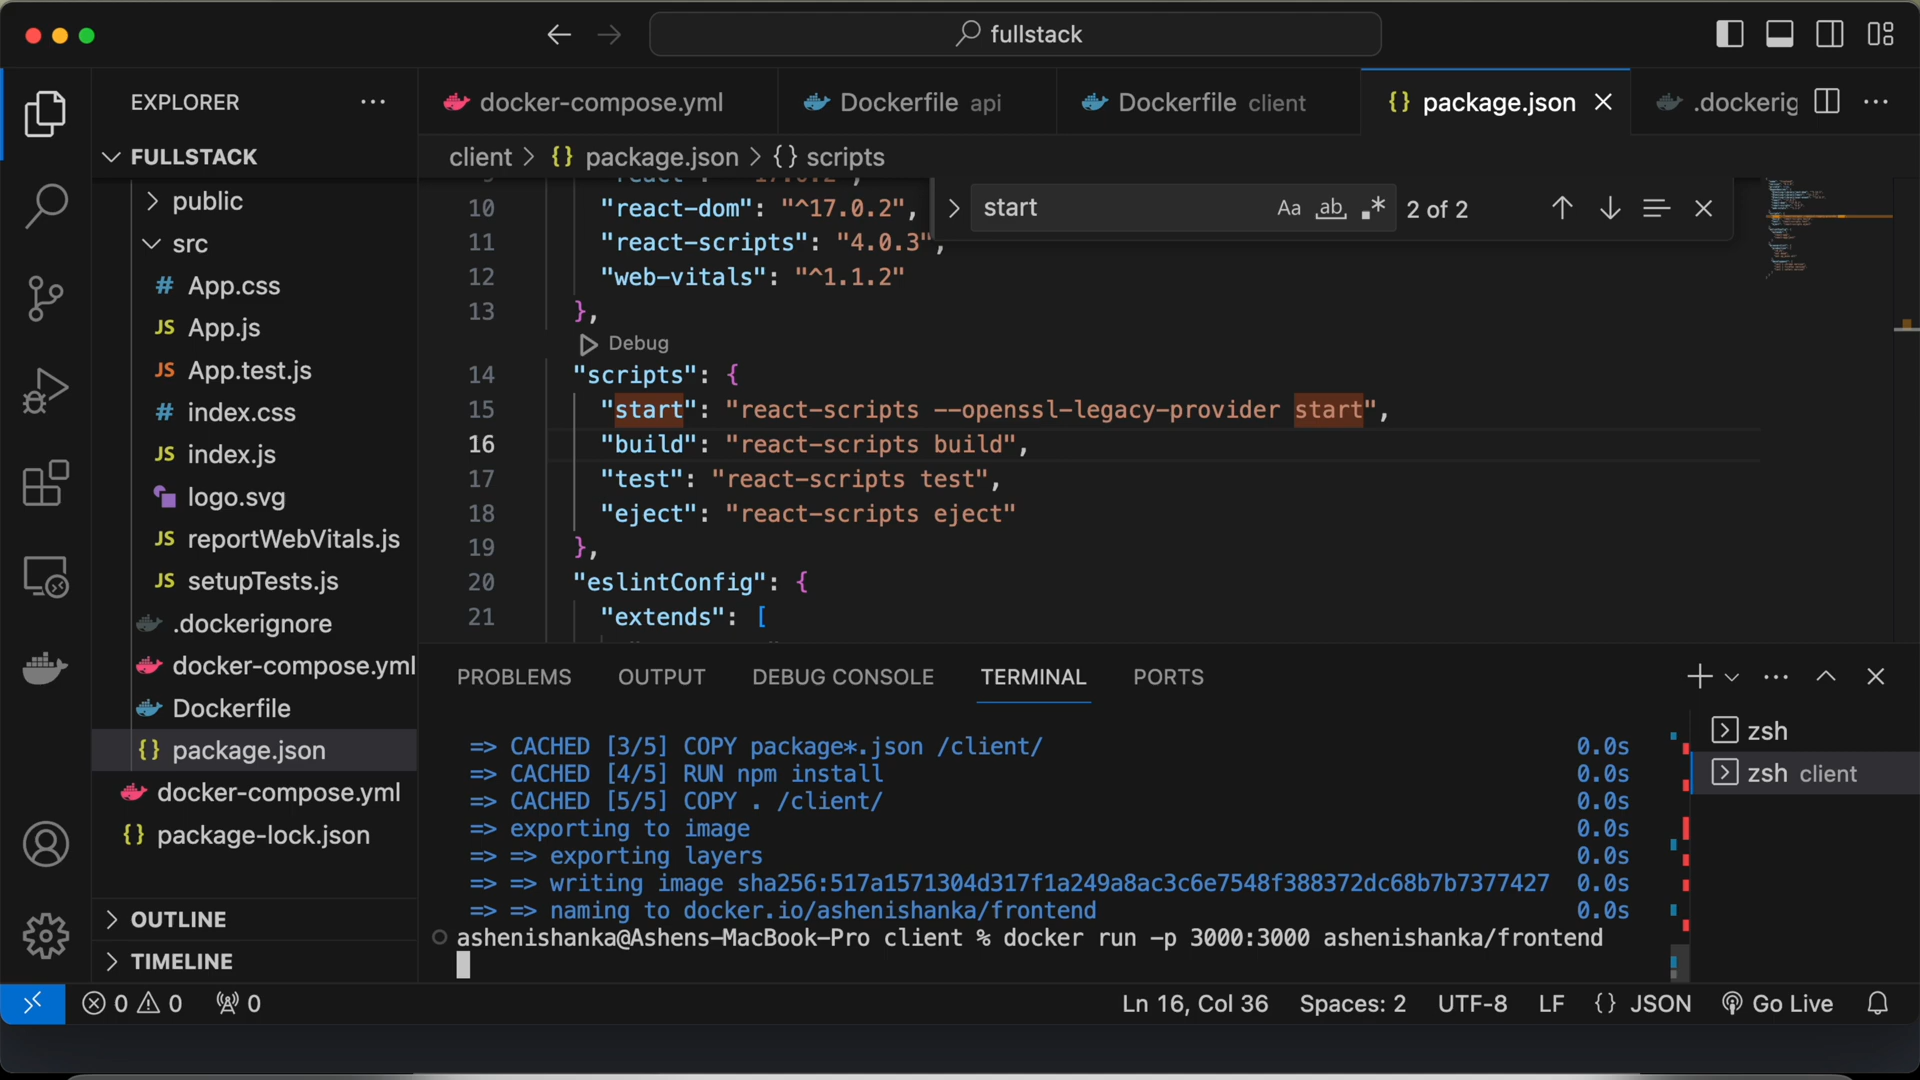 fullstack
EXPLORER
docker-compose.yml
Dockerfile api
Dockerfile client
{} package.json
.dockerig
FULLSTACK
client > {} package.json > {} scripts
public
src
# App.css
JS App.js
JS App.test.js
# index.css
JS index.js
logo.svg
JS reportWebVitals.js
JS setupTests.js
.dockerignore
docker-compose.yml
Dockerfile
{} package.json
docker-compose.yml
{} package-lock.json
OUTLINE
TIMELINE
start
Aa ab .* 2 of 2
10 "react-dom": "^17.0.2",
11 "react-scripts": "4.0.3",
12 "web-vitals": "^1.1.2"
13 },
Debug
14 "scripts": {
15 "start": "react-scripts --openssl-legacy-provider start",
16 "build": "react-scripts build",
17 "test": "react-scripts test",
18 "eject": "react-scripts eject"
19 },
20 "eslintConfig": {
21 "extends": [
PROBLEMS OUTPUT DEBUG CONSOLE TERMINAL PORTS
=> CACHED [3/5] COPY package*.json /client/ 0.0s
=> CACHED [4/5] RUN npm install 0.0s
=> CACHED [5/5] COPY . /client/ 0.0s
=> exporting to image 0.0s
=> => exporting layers 0.0s
=> => writing image sha256:517a1571304d317f1a249a8ac3c6e7548f388372dc68b7b7377427 0.0s
=> => naming to docker.io/ashenishanka/frontend 0.0s
ashenishanka@Ashens-MacBook-Pro client % docker run -p 3000:3000 ashenishanka/frontend
zsh
zsh client
0 0 0
Ln 16, Col 36 Spaces: 2 UTF-8 LF {} JSON Go Live